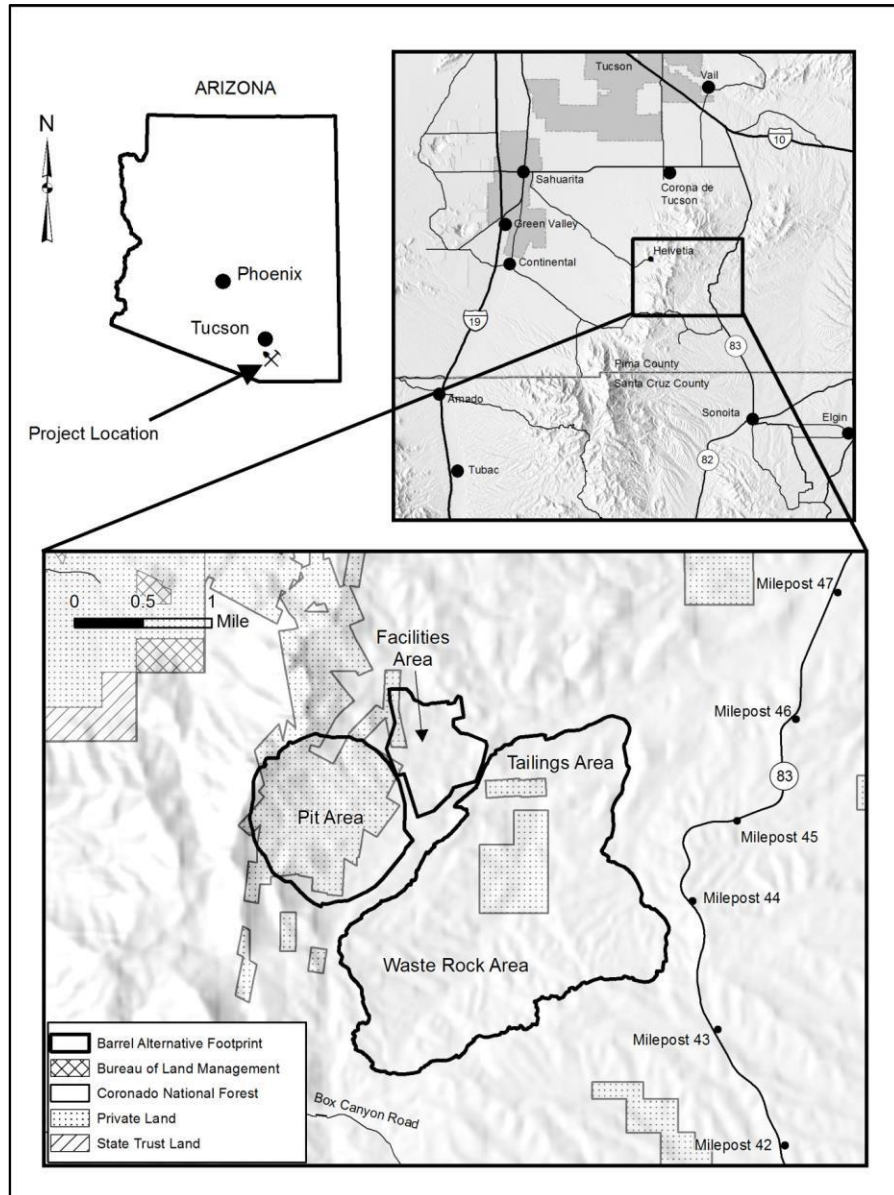 ARIZONA
N
Phoenix
Tucson
Project Location
Tucson
Vail
10
Sahuarita
Corona de
Tucson
Green Valley
Helvetia
Continental
19
83
Pima County
Santa Cruz County
Amado
Sonoita
Elgin
82
Tubac
0 0.5 1
Mile
Facilities
Area
Tailings Area
Pit Area
Waste Rock Area
Milepost 47
Milepost 46
83
Milepost 45
Milepost 44
Milepost 43
Milepost 42
Box Canyon Road
Barrel Alternative Footprint
Bureau of Land Management
Coronado National Forest
Private Land
State Trust Land